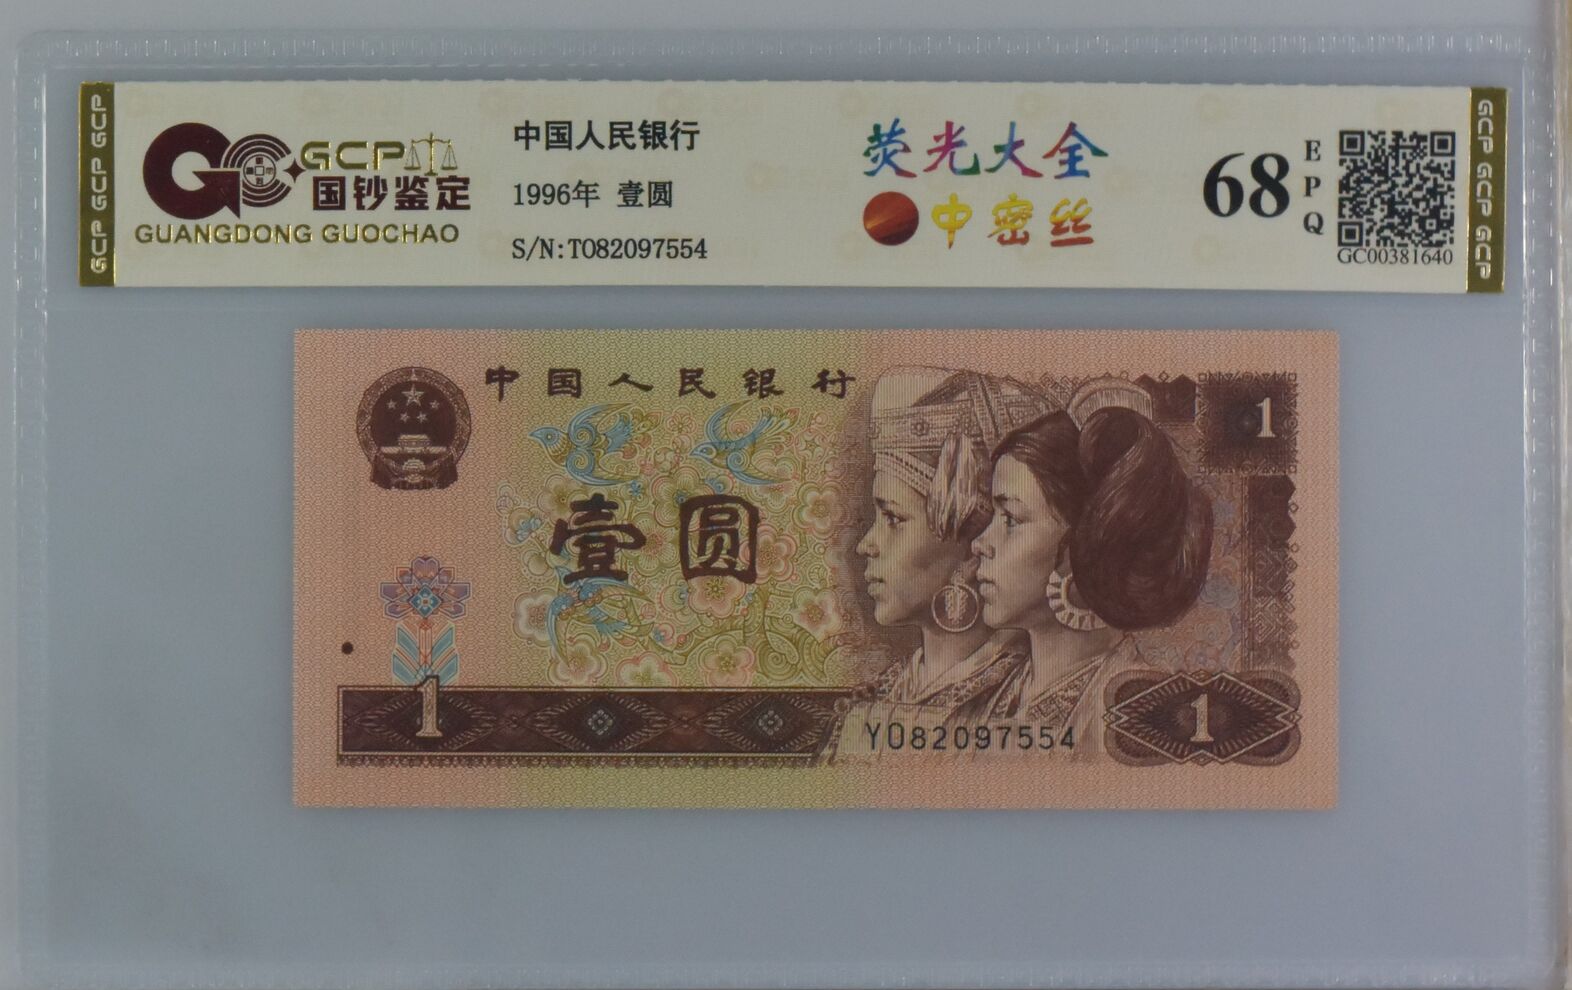 GCP GCP GCP
GCP
国钞鉴定
GUANGDONG GUOCHAO
中国人民银行
1996年 壹圆
S/N:TO82097554
荧光大全
中密丝
68
EPQ
GC00381640
GCP GCP GCP
中国人民银行
1
壹圆
1
YO82097554
1